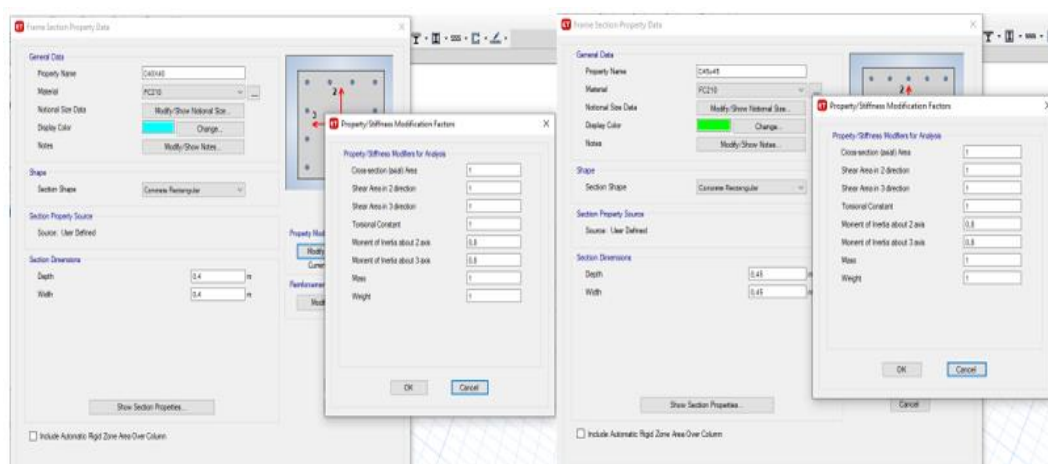 Frame Section Property Data
General Data
Property Name
C40X40
Material
FC210
Notional Size Data
Modify/Show Notional Size...
Display Color
Change...
Notes
Modify/Show Notes...
Shape
Section Shape
Concrete Rectangular
Section Property Source
Source: User Defined
Section Dimensions
Depth
0.4
m
Width
0.4
m
Show Section Properties...
Include Automatic Rigid Zone Area Over Column
2
3
Property/Stiffness Modification Factors
Property/Stiffness Modifiers for Analysis
Cross-section (axial) Area
1
Shear Area in 2 direction
1
Shear Area in 3 direction
1
Torsional Constant
1
Moment of Inertia about 2 axis
0.8
Moment of Inertia about 3 axis
0.8
Mass
1
Weight
1
OK
Cancel
Frame Section Property Data
General Data
Property Name
C45x45
Material
FC210
Notional Size Data
Modify/Show Notional Size...
Display Color
Change...
Notes
Modify/Show Notes...
Shape
Section Shape
Concrete Rectangular
Section Property Source
Source: User Defined
Section Dimensions
Depth
0.45
Width
0.45
Show Section Properties...
Cancel
Include Automatic Rigid Zone Area Over Column
2
Property/Stiffness Modification Factors
Property/Stiffness Modifiers for Analysis
Cross-section (axial) Area
1
Shear Area in 2 direction
1
Shear Area in 3 direction
1
Torsional Constant
1
Moment of Inertia about 2 axis
0.8
Moment of Inertia about 3 axis
0.8
Mass
1
Weight
1
OK
Cancel